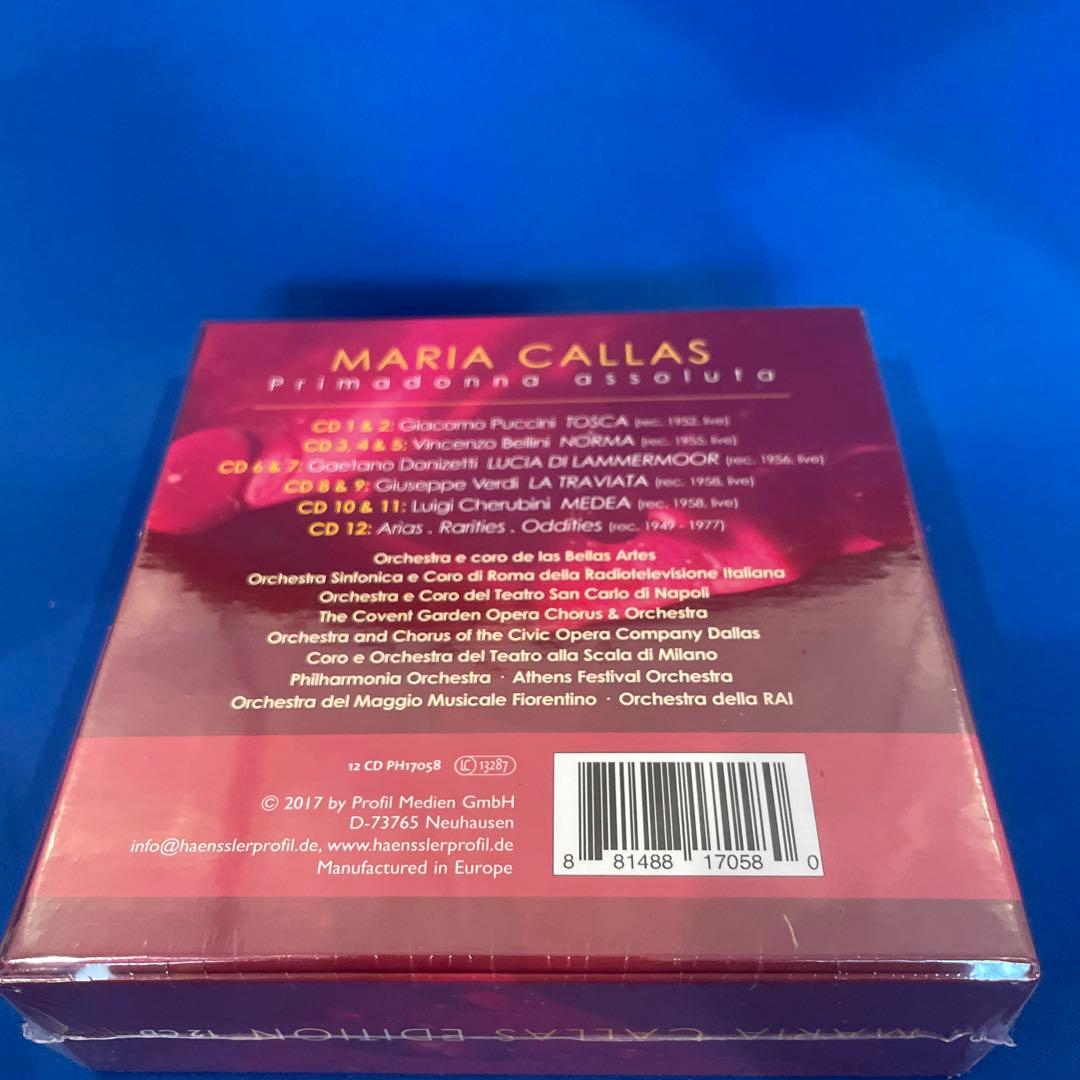 MARIA CALLAS
Primadonna assoluta
CD 1 & 2: Giacomo Puccini TOSCA (rec. 1952, live)
CD 3, 4 & 5: Vincenzo Bellini NORMA (rec. 1955, live)
CD 6 & 7: Gaetano Donizetti LUCIA DI LAMMERMOOR (rec. 1956, live)
CD 8 & 9: Giuseppe Verdi LA TRAVIATA (rec. 1958, live)
CD 10 & 11: Luigi Cherubini MEDEA (rec. 1958, live)
CD 12: Arias . Rarities . Oddities (rec. 1949 - 1977)
Orchestra e coro de las Bellas Artes
Orchestra Sinfonica e Coro di Roma della Radiotelevisione Italiana
Orchestra e Coro del Teatro San Carlo di Napoli
The Covent Garden Opera Chorus & Orchestra
Orchestra and Chorus of the Civic Opera Company Dallas
Coro e Orchestra del Teatro alla Scala di Milano
Philharmonia Orchestra · Athens Festival Orchestra
Orchestra del Maggio Musicale Fiorentino · Orchestra della RAI
12 CD PH17058 LC 13287
© 2017 by Profil Medien GmbH
D-73765 Neuhausen
info@haensslerprofil.de, www.haensslerprofil.de
Manufactured in Europe
8 81488 17058 0
MARIA CALLAS EDITION 12 CD